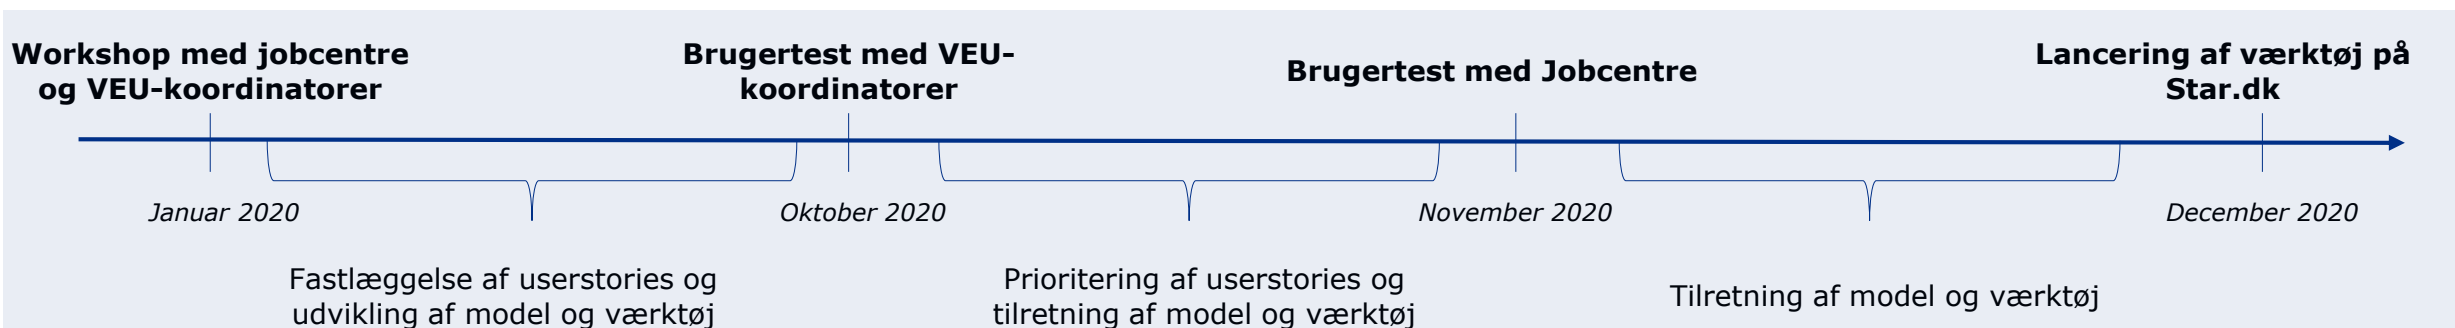 Workshop med jobcentre
og VEU-koordinatorer
Brugertest med VEU-
koordinatorer
Brugertest med Jobcentre
Lancering af værktøj på
Star.dk
Januar 2020
Oktober 2020
November 2020
December 2020
Fastlæggelse af userstories og
udvikling af model og værktøj
Prioritering af userstories og
tilretning af model og værktøj
Tilretning af model og værktøj